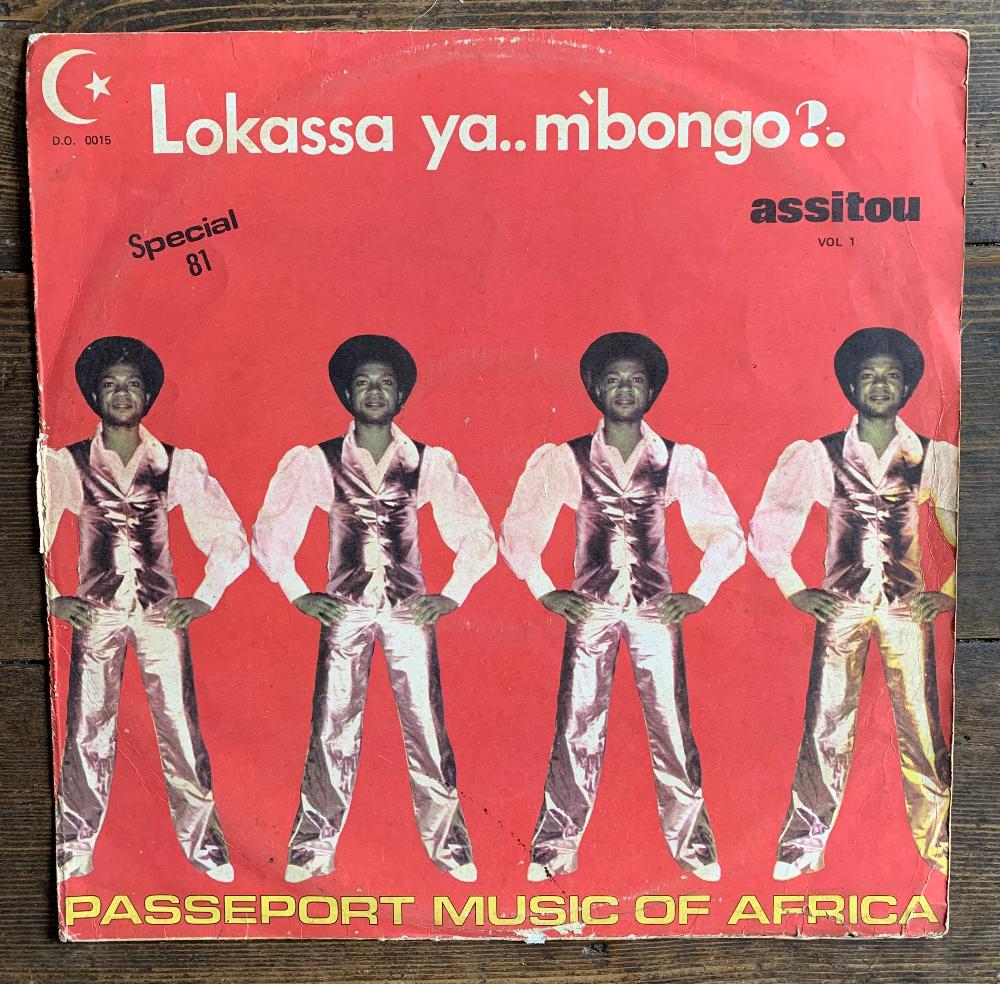 D.O. 0015
Lokassa ya..m`bongo?.
Special
81
assitou
VOL 1
PASSEPORT MUSIC OF AFRICA